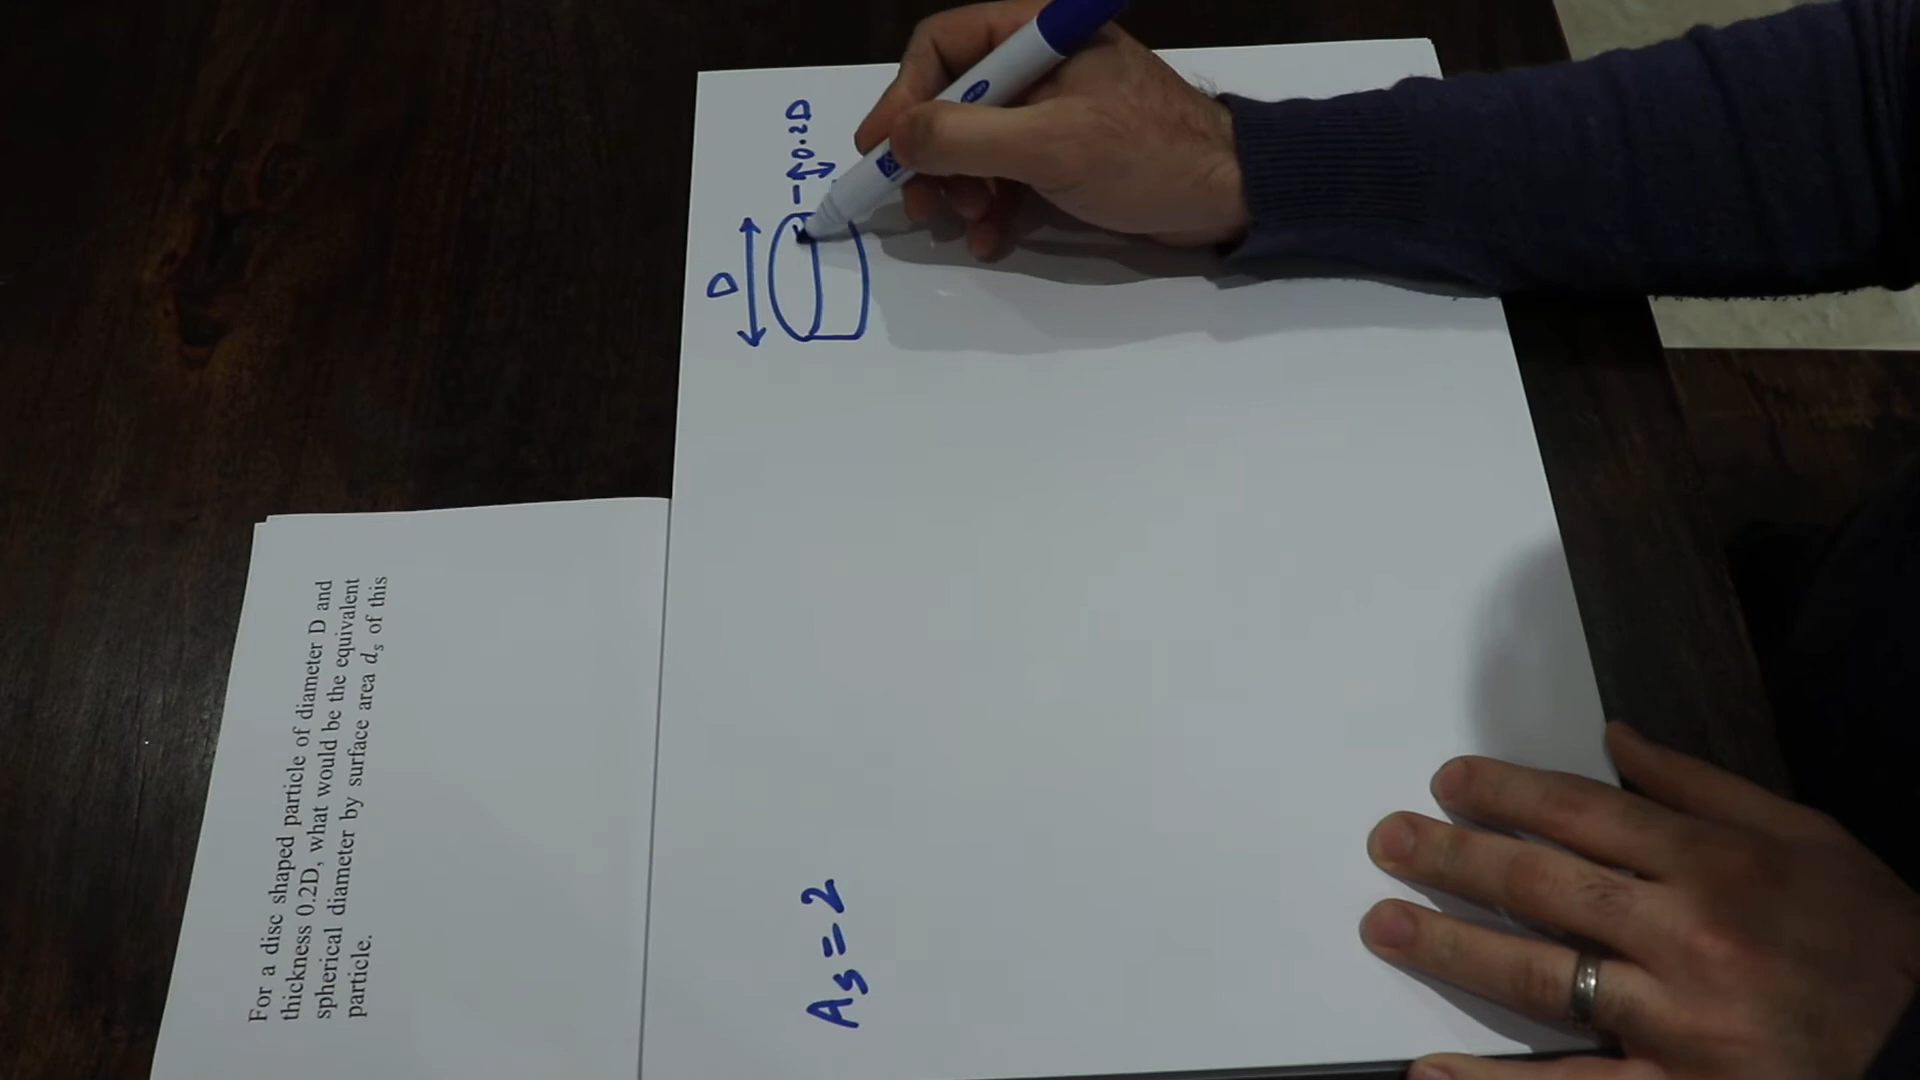 For a disc shaped particle of diameter D and
thickness 0.2D, what would be the equivalent
spherical diameter by surface area d_s of this
particle.
D
0.2D
As = 2